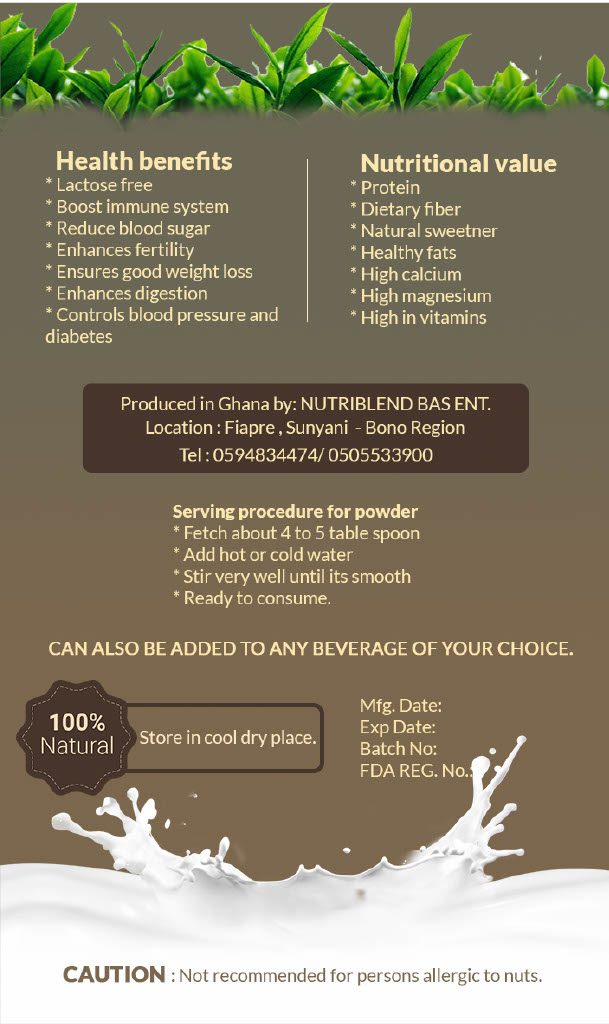 Health benefits
* Lactose free
* Boost immune system
* Reduce blood sugar
* Enhances fertility
* Ensures good weight loss
* Enhances digestion
* Controls blood pressure and
diabetes
Nutritional value
* Protein
* Dietary fiber
* Natural sweetner
* Healthy fats
* High calcium
* High magnesium
* High in vitamins
Produced in Ghana by: NUTRIBLEND BAS ENT.
Location : Fiapre , Sunyani - Bono Region
Tel : 0594834474/ 0505533900
Serving procedure for powder
* Fetch about 4 to 5 table spoon
* Add hot or cold water
* Stir very well until its smooth
* Ready to consume.
CAN ALSO BE ADDED TO ANY BEVERAGE OF YOUR CHOICE.
100%
Natural
Store in cool dry place.
Mfg. Date:
Exp Date:
Batch No:
FDA REG. No.:
CAUTION : Not recommended for persons allergic to nuts.